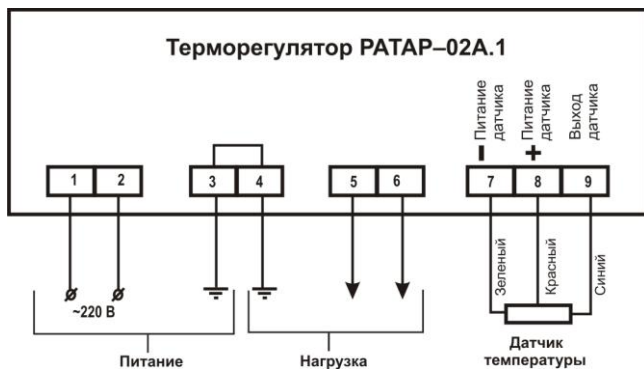 Терморегулятор РАТАР–02А.1
– Питание
датчика
+ Питание
датчика
Выход
датчика
1 2 3 4 5 6 7 8 9
~220 В
Зеленый
Красный
Синий
Питание
Нагрузка
Датчик
температуры